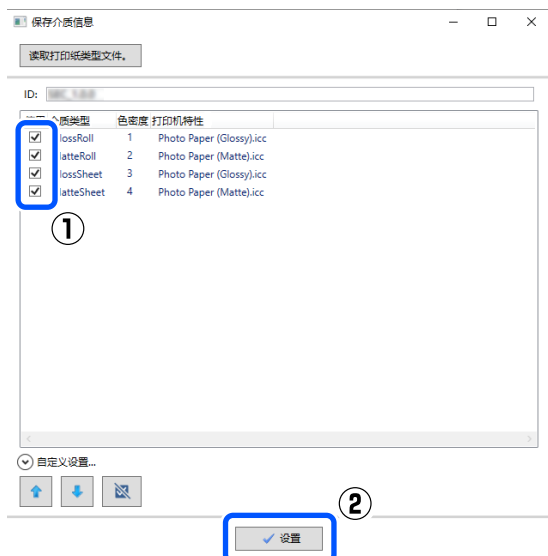 保存介质信息
读取打印纸类型文件。
ID:
介质类型 色密度 打印机特性
lossRoll 1 Photo Paper (Glossy).icc
latteRoll 2 Photo Paper (Matte).icc
lossSheet 3 Photo Paper (Glossy).icc
latteSheet 4 Photo Paper (Matte).icc
①
自定义设置...
②
设置